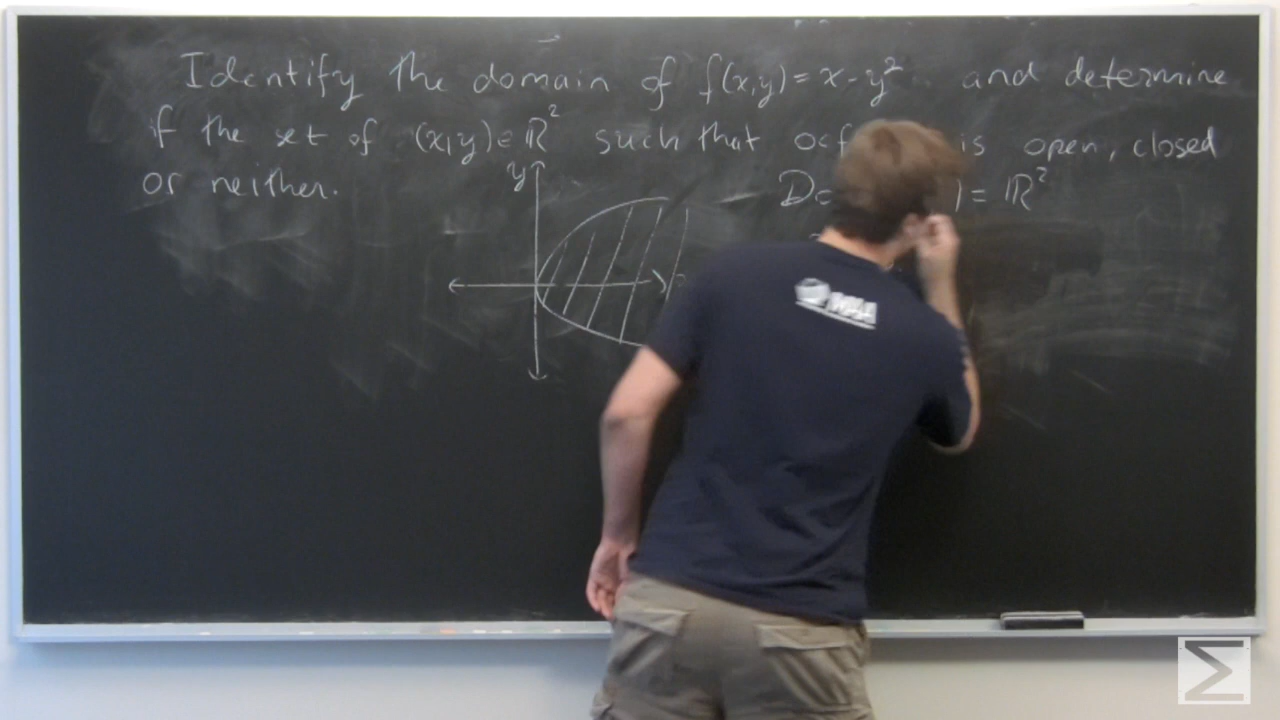 Identify the domain of f(x,y)= x-y² and determine
if the set of (x,y)∈ℝ² such that is open, closed
or neither.
y
)= ℝ²
Σ